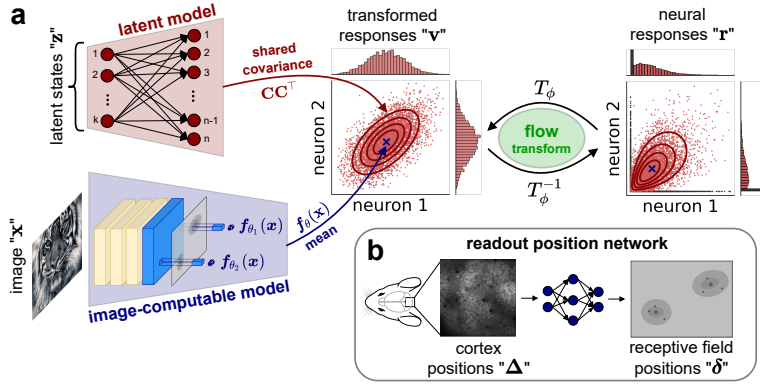 a
latent model
latent states "z"
1
2
...
k
1
2
3
...
n-1
n
shared
covariance
CC⊤
transformed
responses "v"
neuron 2
neuron 1
Tϕ
flow
transform
Tϕ⁻¹
neural
responses "r"
neuron 2
neuron 1
image "x"
fθ₁(x)
fθ₂(x)
image-computable model
fθ(x)
mean
b
readout position network
cortex
positions "Δ"
receptive field
positions "δ"